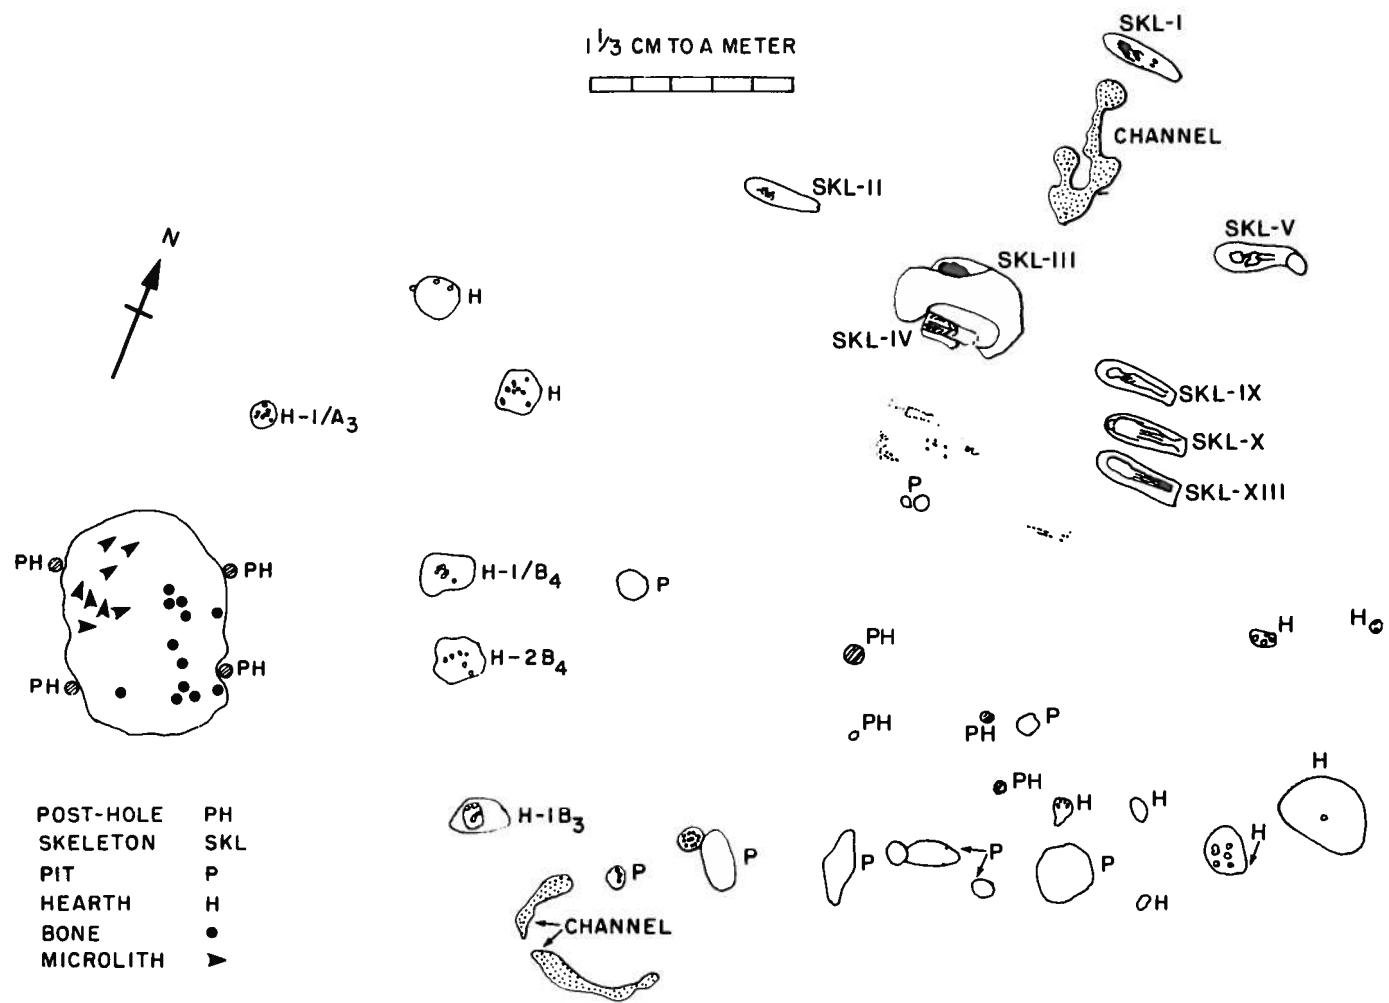 SKL-I
1 1/3 CM TO A METER
CHANNEL
SKL-II
SKL-V
N
SKL-III
H
SKL-IV
H
SKL-IX
H-1/A3
SKL-X
P
SKL-XIII
PH
PH
H-1/B4
P
H
H
PH
H-2B4
PH
PH
PH
P
PH
H
PH
H
H
POST-HOLE PH
SKELETON SKL
PIT P
HEARTH H
BONE
MICROLITH
H-1B3
H
P
P
P
P
P
H
CHANNEL